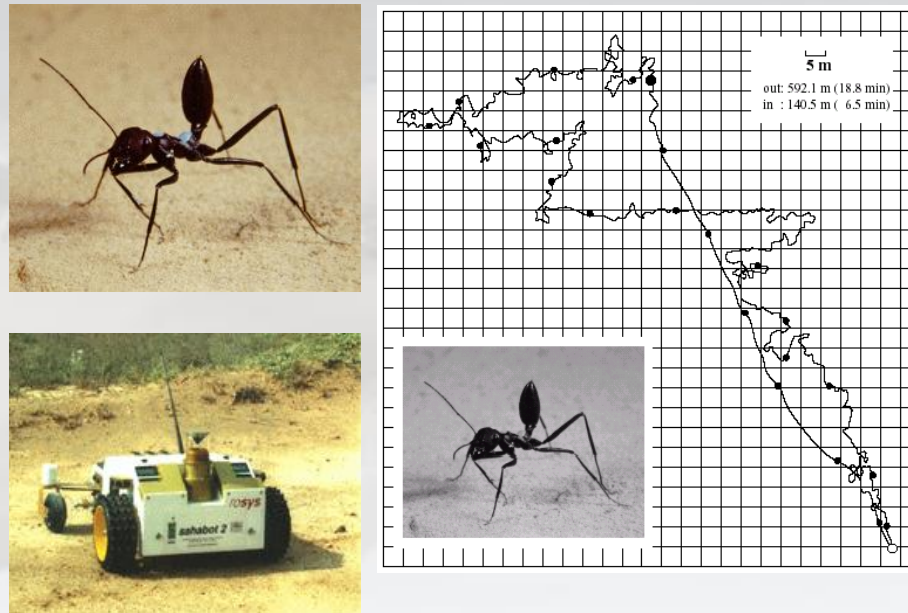 5 m
out: 592.1 m (18.8 min)
in : 140.5 m ( 6.5 min)
rosys
sahabot 2